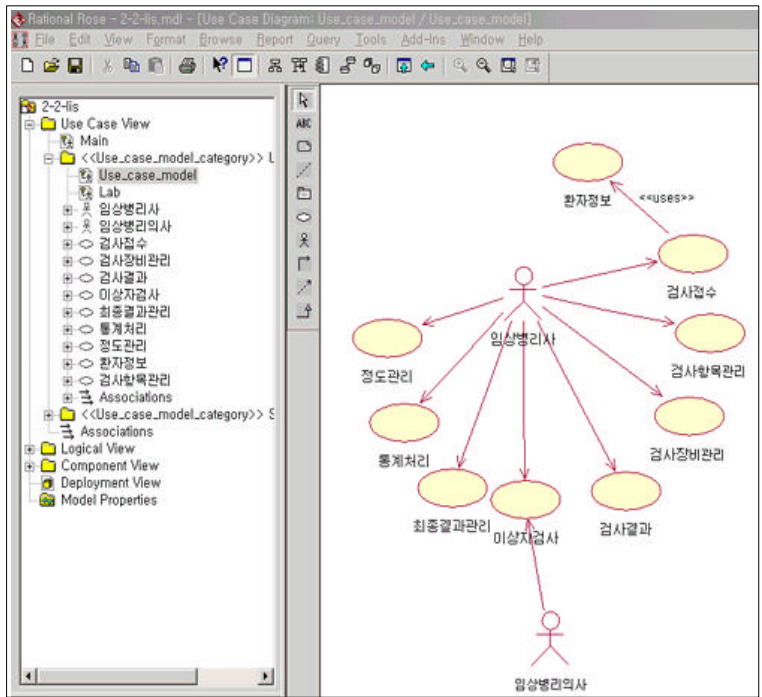 Rational Rose - 2-2-lis.mdl - [Use Case Diagram: Use_case_model / Use_case_model]
File Edit View Format Browse Report Query Tools Add-Ins Window Help
2-2-lis
Use Case View
Main
<<Use_case_model_category>> L
Use_case_model
Lab
임상병리사
임상병리의사
검사접수
검사장비관리
검사결과
이상자검사
최종결과관리
통계처리
정도관리
환자정보
검사항목관리
Associations
<<Use_case_model_category>> S
Associations
Logical View
Component View
Deployment View
Model Properties
ABC
환자정보
<<uses>>
검사접수
임상병리사
정도관리
검사항목관리
통계처리
검사장비관리
최종결과관리
이상자검사
검사결과
임상병리의사